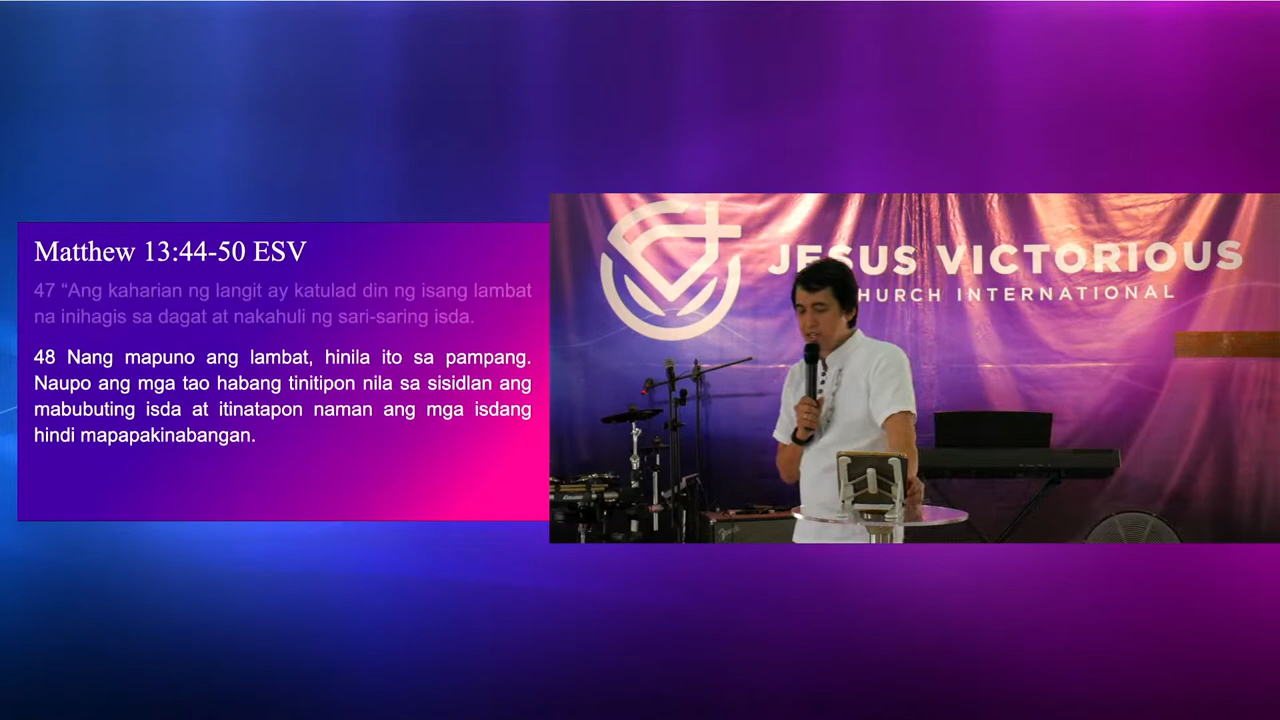 Matthew 13:44-50 ESV
47 “Ang kaharian ng langit ay katulad din ng isang lambat
na inihagis sa dagat at nakahuli ng sari-saring isda.
48 Nang mapuno ang lambat, hinila ito sa pampang.
Naupo ang mga tao habang tinitipon nila sa sisidlan ang
mabubuting isda at itinatapon naman ang mga isdang
hindi mapapakinabangan.
JESUS VICTORIOUS
CHURCH INTERNATIONAL